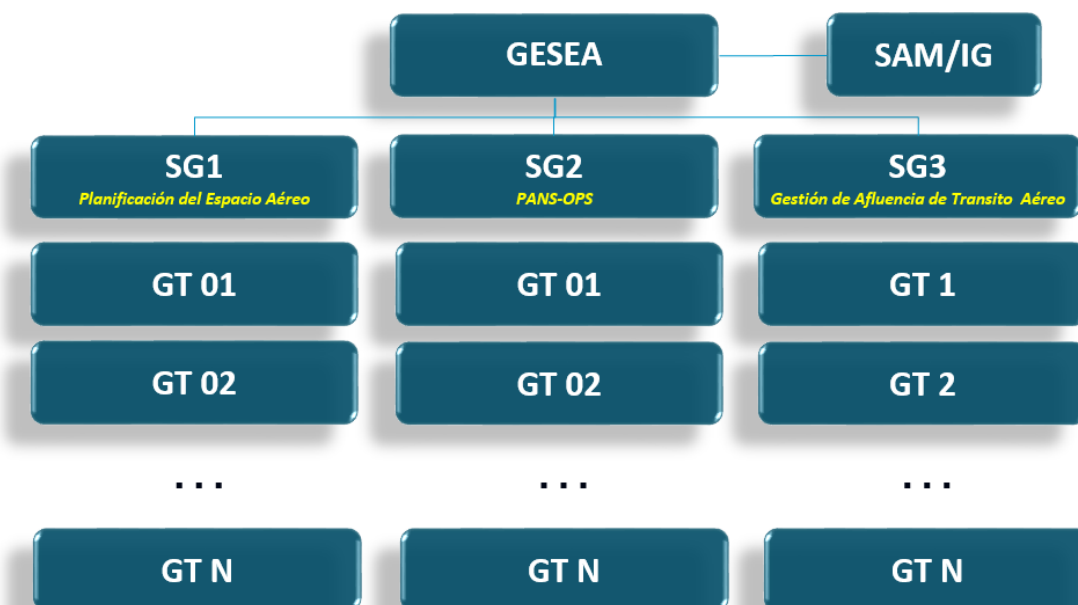 GESEA
SAM/IG
SG1
Planificación del Espacio Aéreo
SG2
PANS-OPS
SG3
Gestión de Afluencia de Transito Aéreo
GT 01
GT 01
GT 1
GT 02
GT 02
GT 2
...
...
...
GT N
GT N
GT N